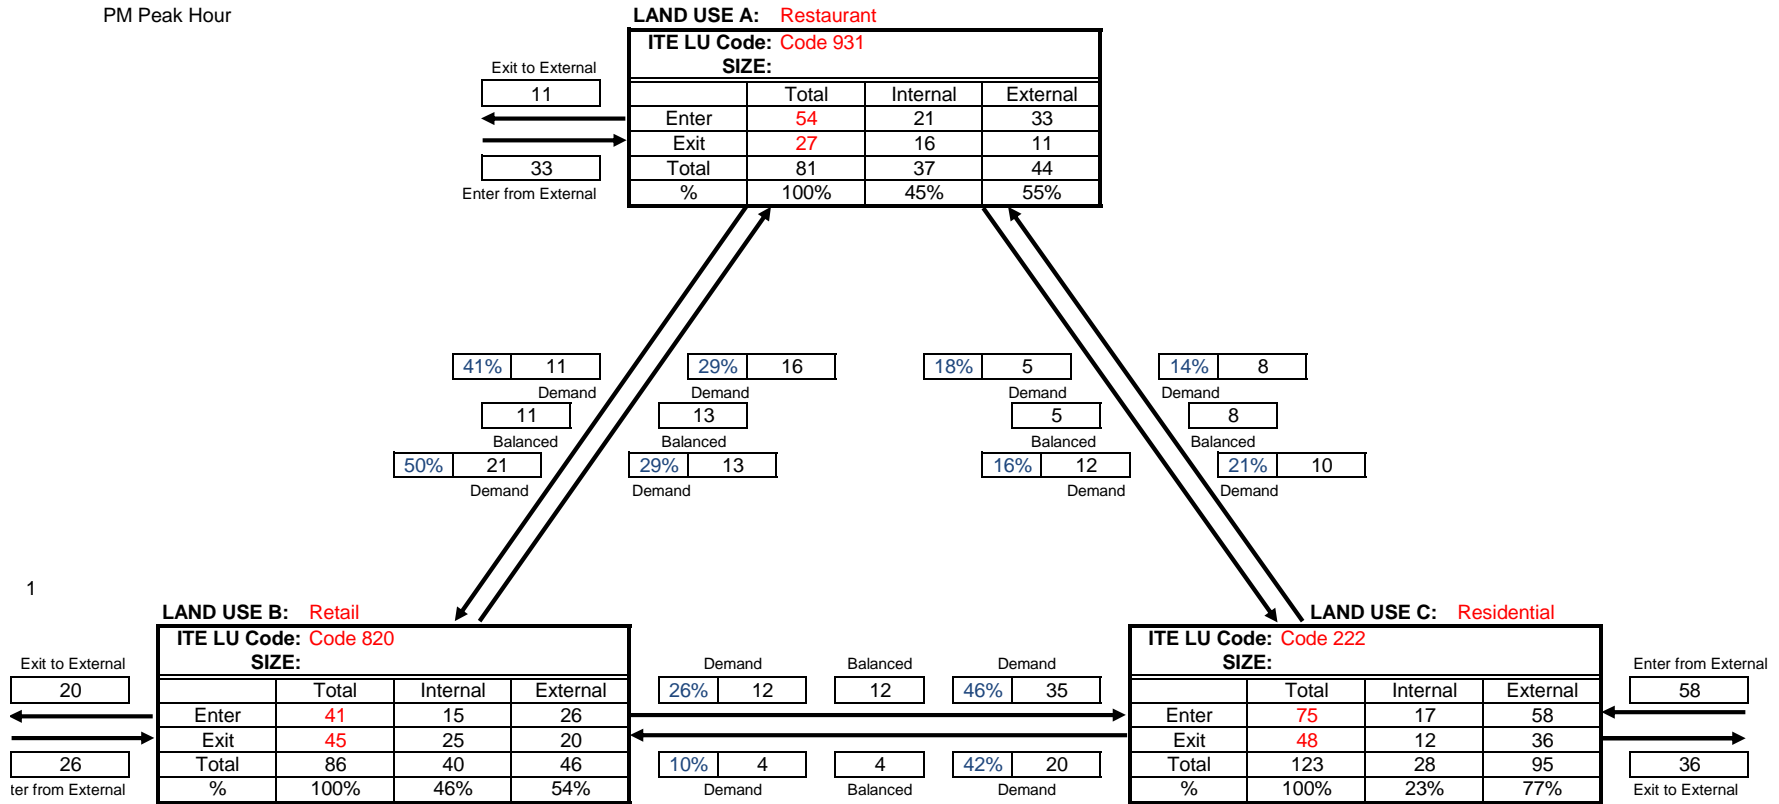 PM Peak Hour
LAND USE A: Restaurant
ITE LU Code: Code 931
SIZE:
Exit to External
11
Total Internal External
Enter 54 21 33
Exit 27 16 11
33
Total 81 37 44
Enter from External
% 100% 45% 55%
41% 11
29% 16
18% 5
14% 8
Demand
Demand
Demand
Demand
11
13
5
8
Balanced
Balanced
Balanced
Balanced
50% 21
29% 13
16% 12
21% 10
Demand
Demand
Demand
Demand
1
LAND USE B: Retail
ITE LU Code: Code 820
SIZE:
Exit to External
20
Total Internal External
Enter 41 15 26
Exit 45 25 20
Total 86 40 46
% 100% 46% 54%
26
ter from External
Demand Balanced Demand
26% 12 12 46% 35
10% 4 4 42% 20
Demand Balanced Demand
LAND USE C: Residential
ITE LU Code: Code 222
SIZE:
Total Internal External
Enter 75 17 58
Exit 48 12 36
Total 123 28 95
% 100% 23% 77%
Enter from External
58
36
Exit to External